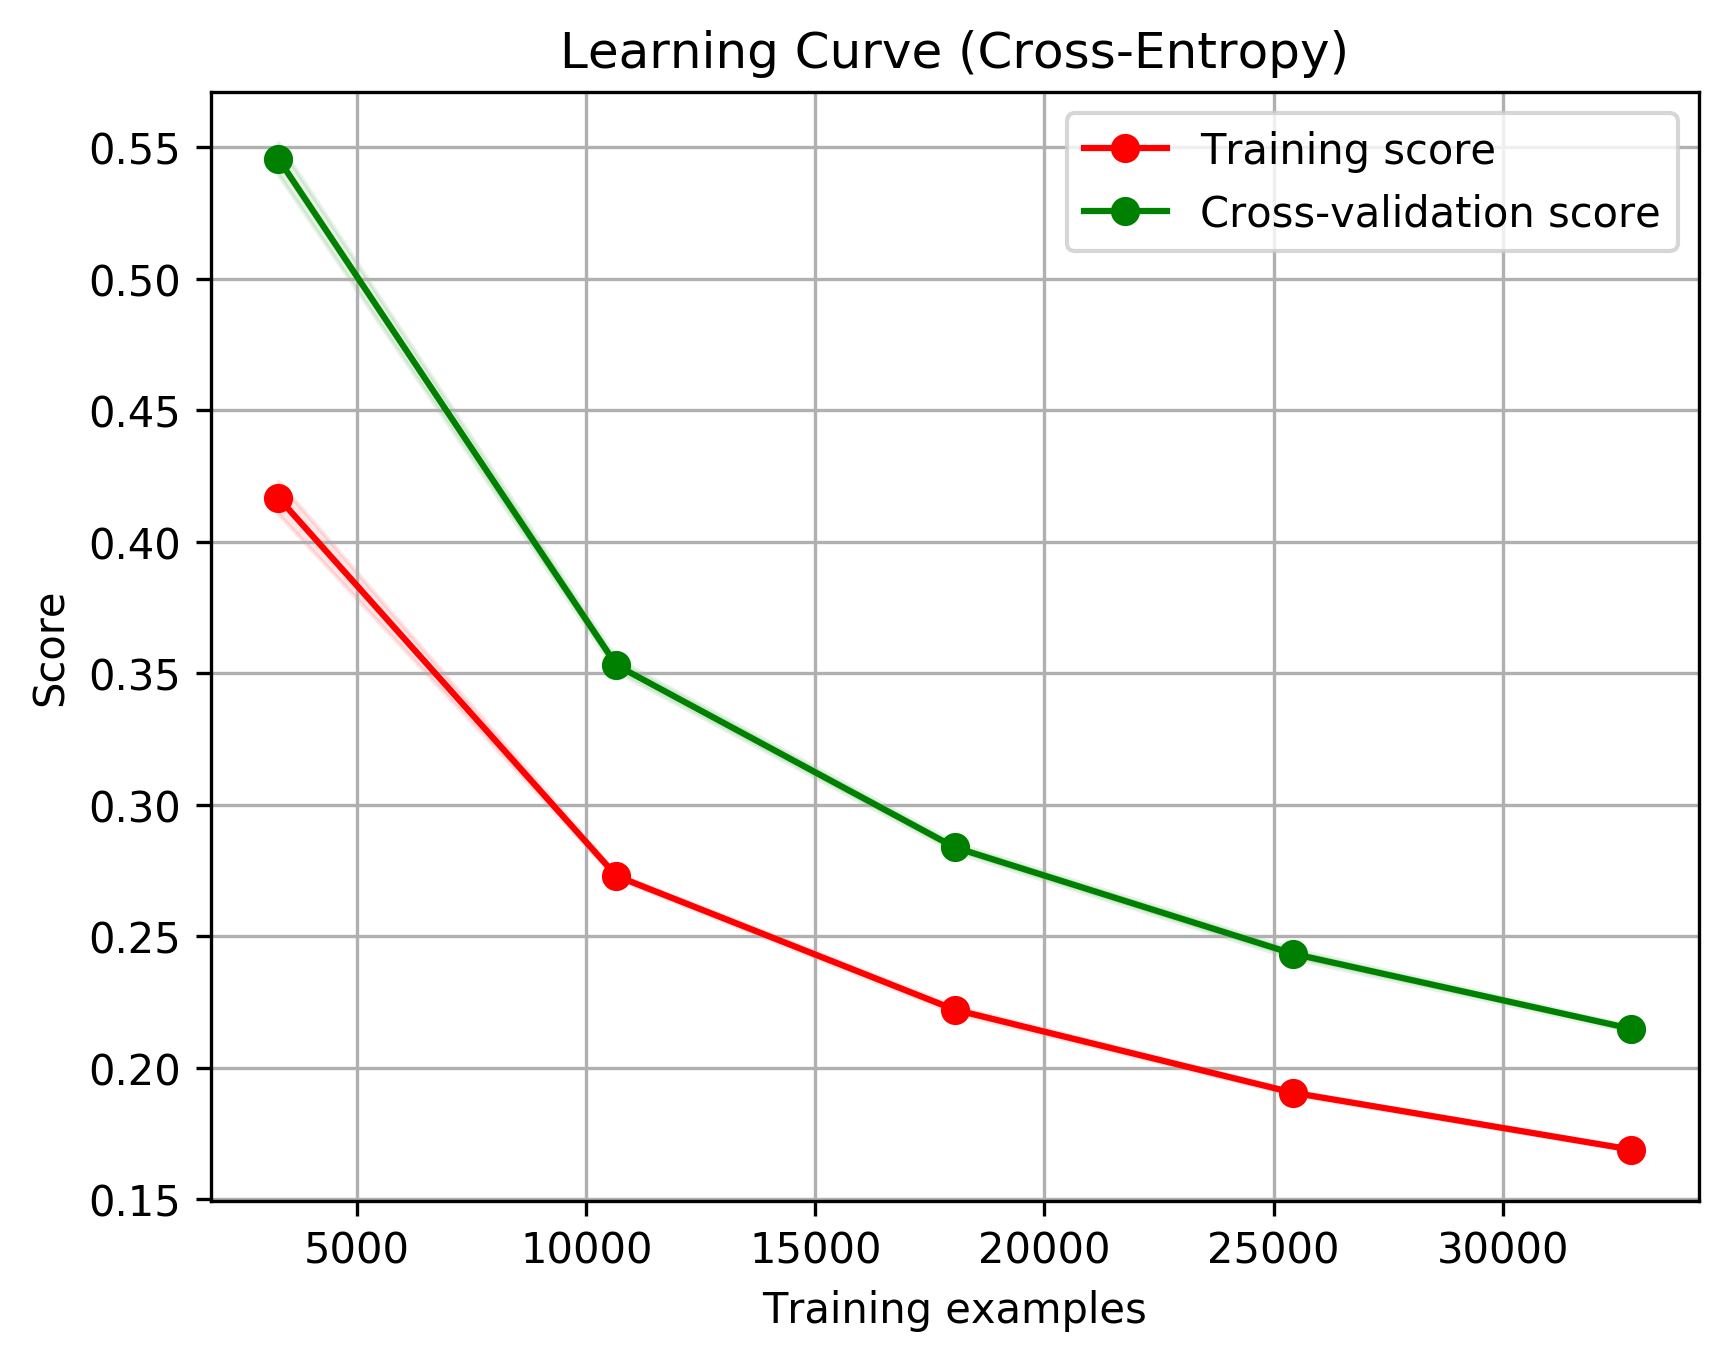 Learning Curve (Cross-Entropy)
Training score
Cross-validation score
0.55
0.50
0.45
0.40
0.35
0.30
0.25
0.20
0.15
Score
5000 10000 15000 20000 25000 30000
Training examples